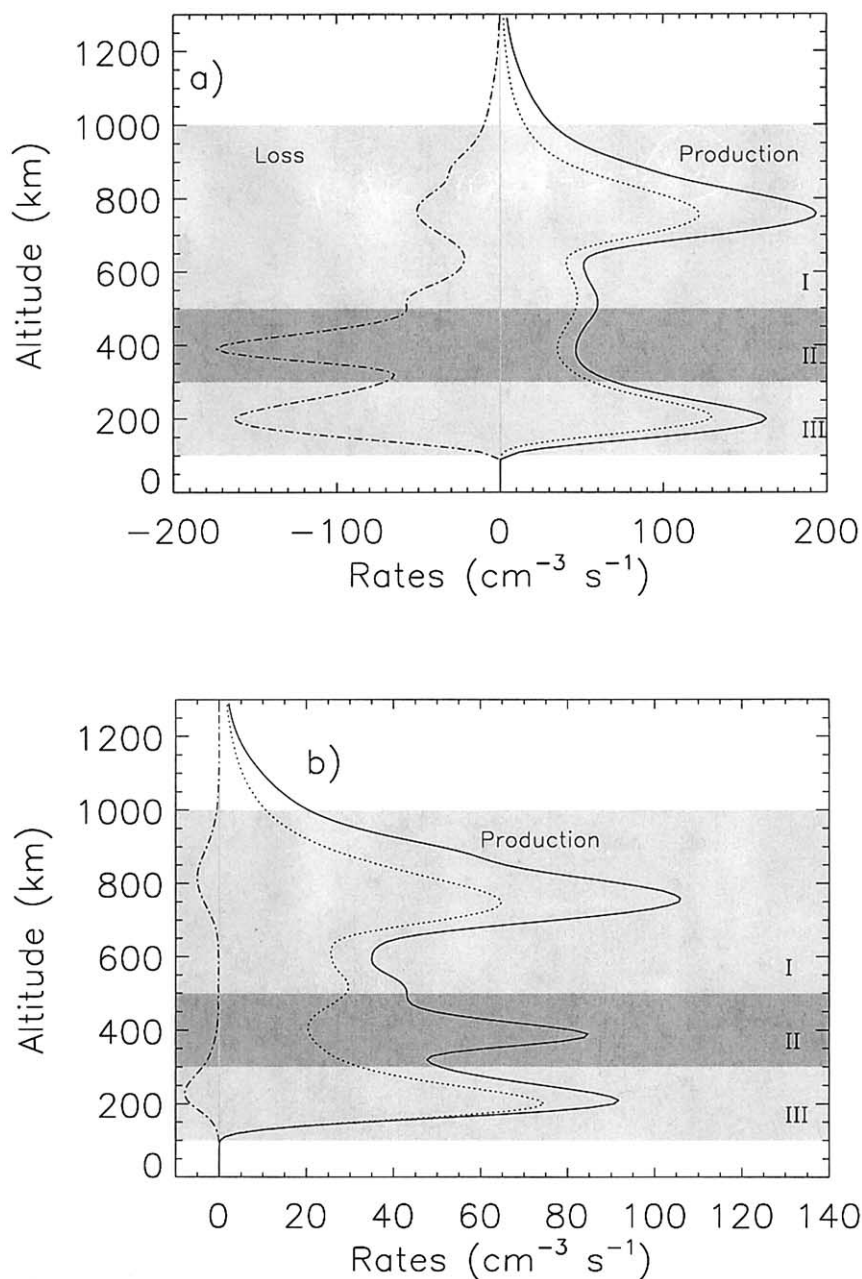 a)
1200
1000
800
600
400
200
0
Altitude (km)
Loss
Production
I
II
III
−200
−100
0
100
200
Rates (cm⁻³ s⁻¹)
b)
1200
1000
800
600
400
200
0
Altitude (km)
Production
I
II
III
0
20
40
60
80
100
120
140
Rates (cm⁻³ s⁻¹)